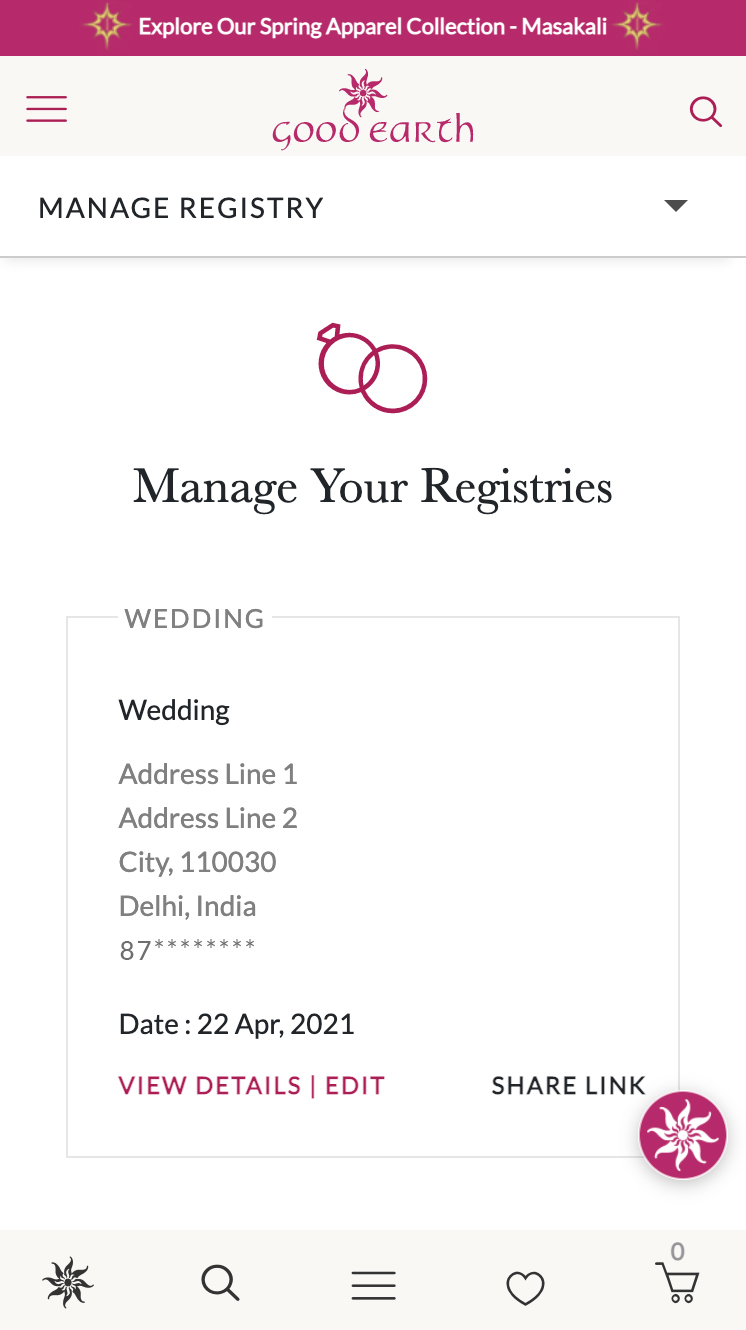 Explore Our Spring Apparel Collection - Masakali
good earth
MANAGE REGISTRY
Manage Your Registries
WEDDING
Wedding
Address Line 1
Address Line 2
City, 110030
Delhi, India
87********
Date : 22 Apr, 2021
VIEW DETAILS | EDIT SHARE LINK
0